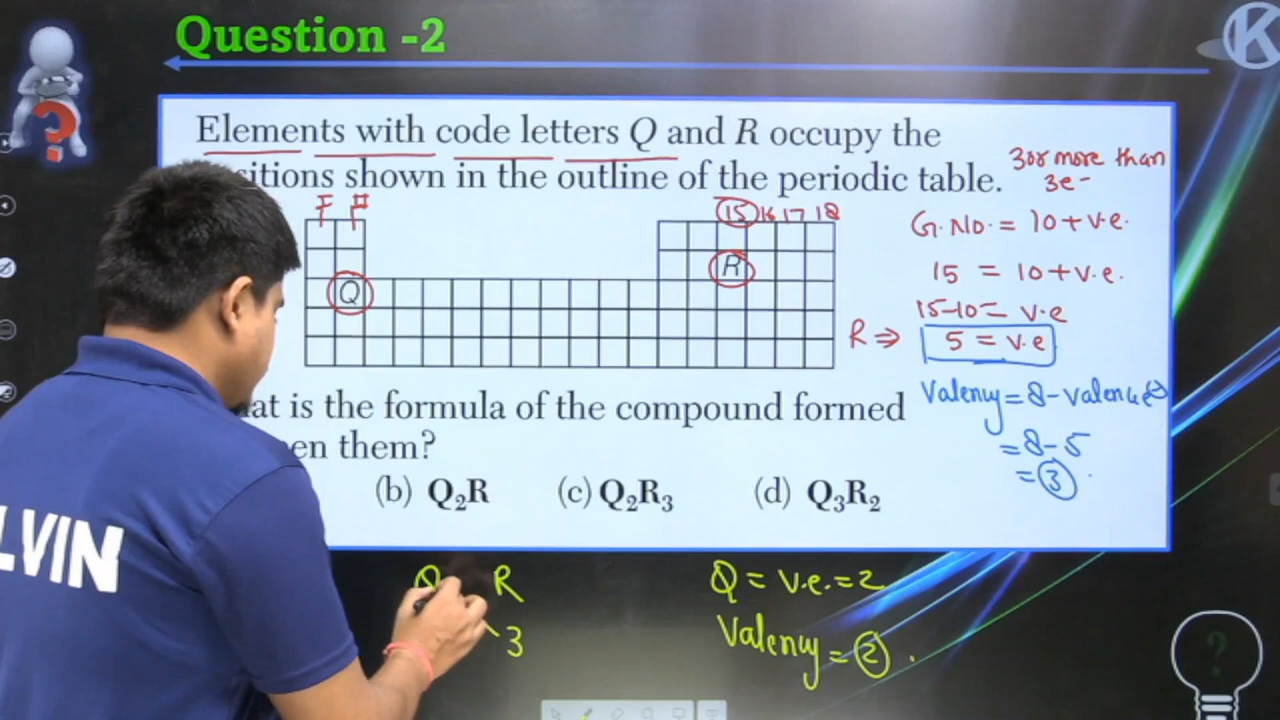 Question -2
K
Elements with code letters Q and R occupy the
sitions shown in the outline of the periodic table.
I II 15 16 17 18
R
Q
at is the formula of the compound formed
en them?
(b) Q₂R (c) Q₂R₃ (d) Q₃R₂
3 or more than
3e-
G. No. = 10 + v.e.
15 = 10 + v.e.
15-10 = v.e
R ⇒ 5 = v.e
Valency = 8 - valence e⊖
= 8 - 5
= 3
LVIN
Q R
3
Q = v.e. = 2
Valency = 2.